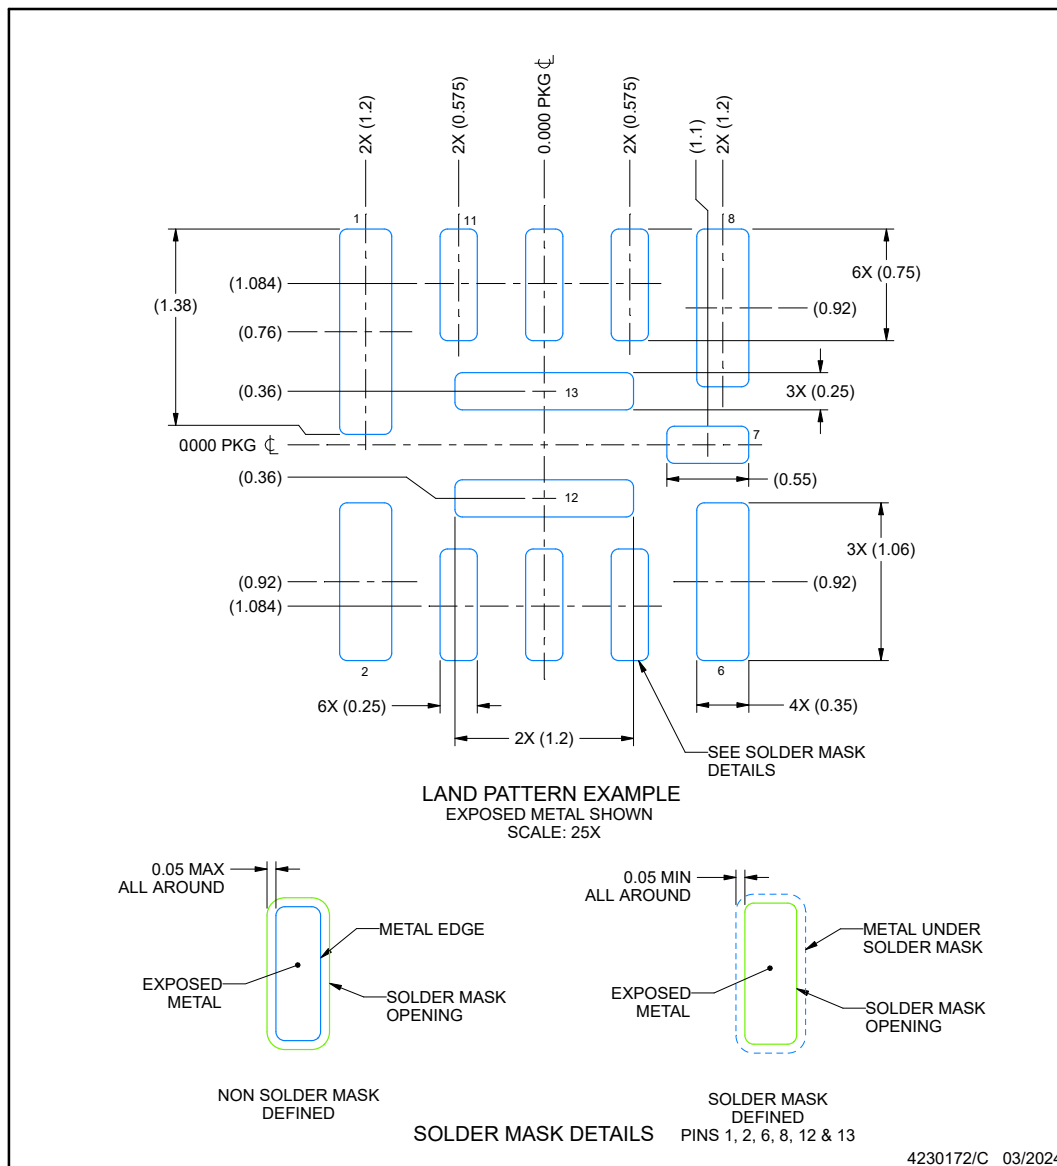 2X (1.2)
2X (0.575)
0.000 PKG ℄
2X (0.575)
(1.1)
2X (1.2)
1
11
8
(1.38)
(1.084)
(0.76)
(0.36)
0.000 PKG ℄
(0.36)
(0.92)
(1.084)
6X (0.75)
(0.92)
13
3X (0.25)
7
(0.55)
12
3X (1.06)
(0.92)
2
6
6X (0.25)
4X (0.35)
2X (1.2)
SEE SOLDER MASK
DETAILS
LAND PATTERN EXAMPLE
EXPOSED METAL SHOWN
SCALE: 25X
0.05 MAX
ALL AROUND
METAL EDGE
EXPOSED
METAL
SOLDER MASK
OPENING
NON SOLDER MASK
DEFINED
0.05 MIN
ALL AROUND
METAL UNDER
SOLDER MASK
EXPOSED
METAL
SOLDER MASK
OPENING
SOLDER MASK
DEFINED
PINS 1, 2, 6, 8, 12 & 13
SOLDER MASK DETAILS
4230172/C 03/2024